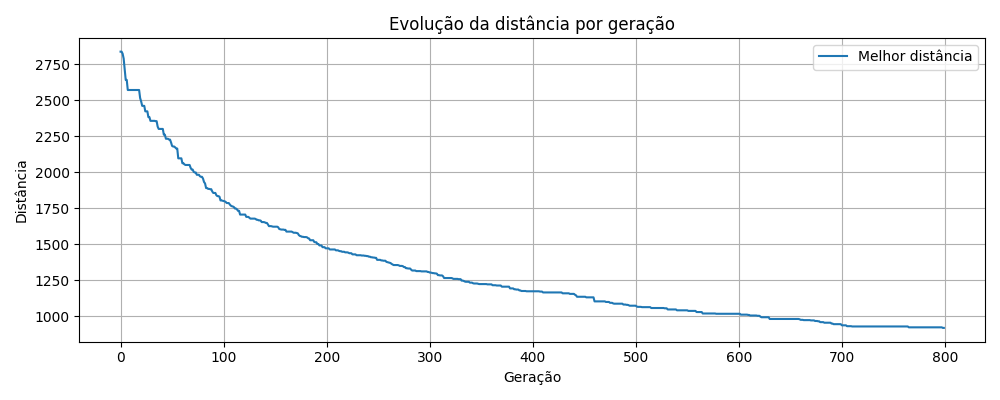 Evolução da distância por geração
Melhor distância
Distância
2750
2500
2250
2000
1750
1500
1250
1000
0 100 200 300 400 500 600 700 800
Geração